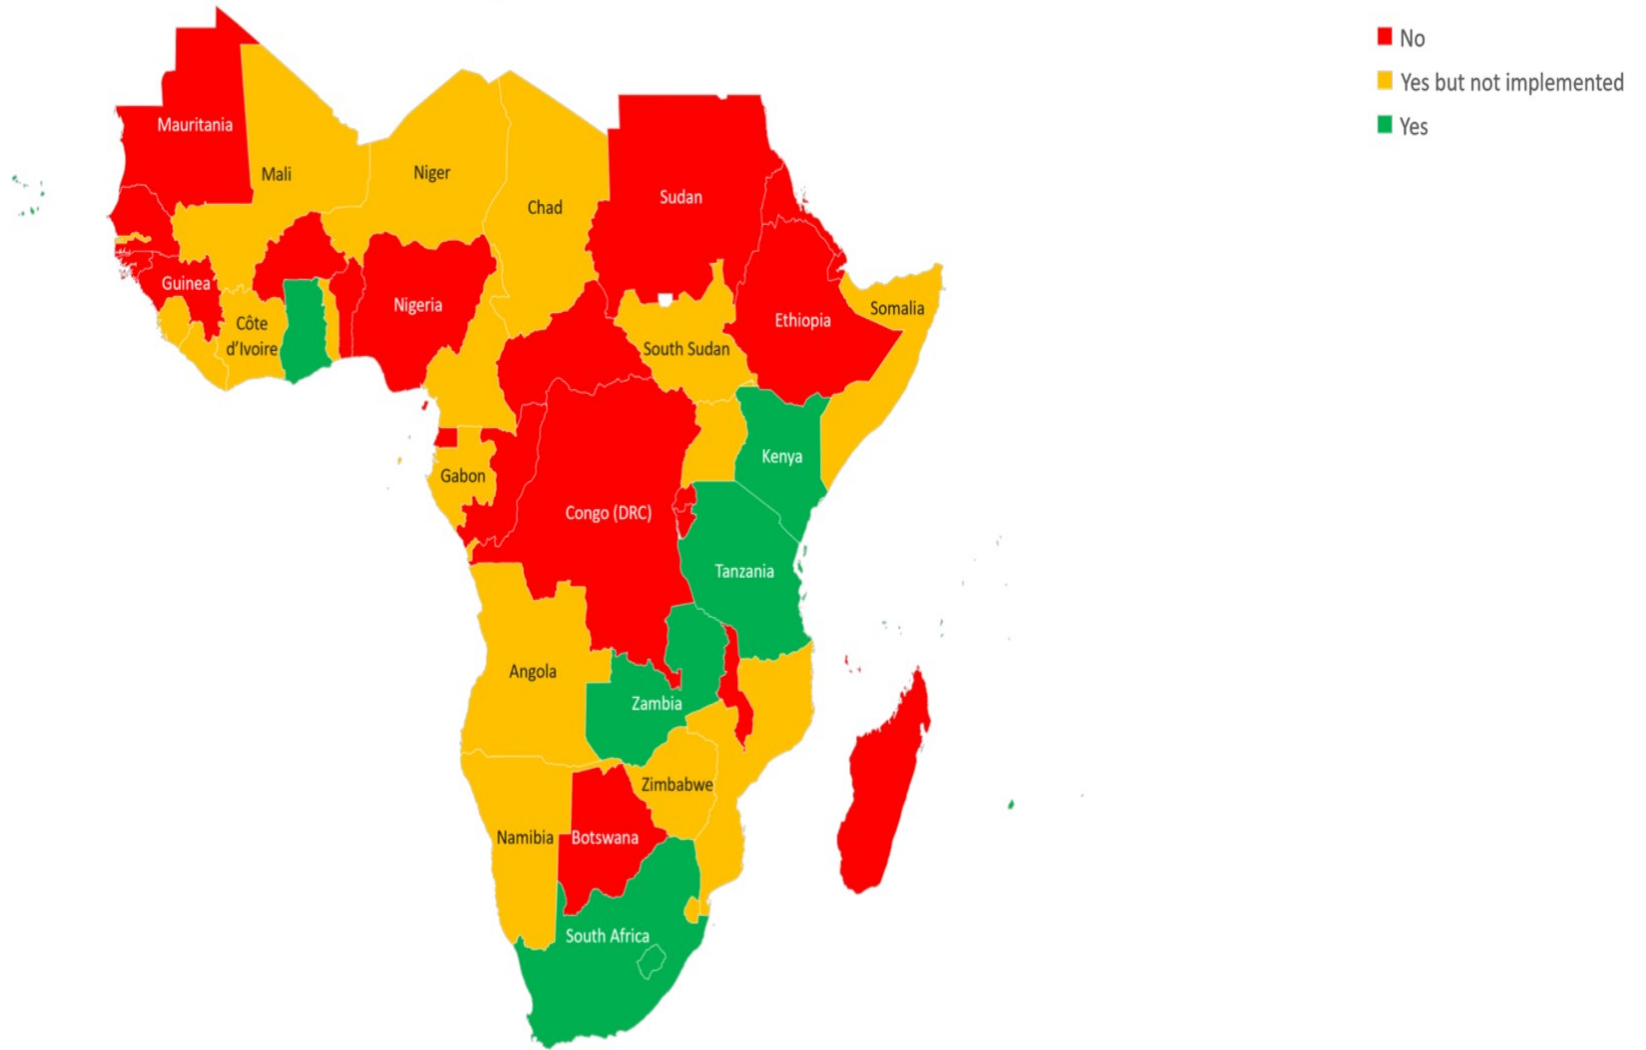 No
Yes but not implemented
Yes
Mauritania
Mali
Niger
Chad
Sudan
Guinea
Nigeria
Côte
d'Ivoire
Ethiopia
Somalia
South Sudan
Kenya
Gabon
Congo (DRC)
Tanzania
Angola
Zambia
Zimbabwe
Namibia
Botswana
South Africa